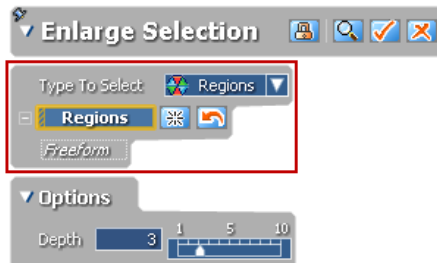 Enlarge Selection
Type To Select Regions
Regions
Freeform
Options
Depth 3 1 5 10